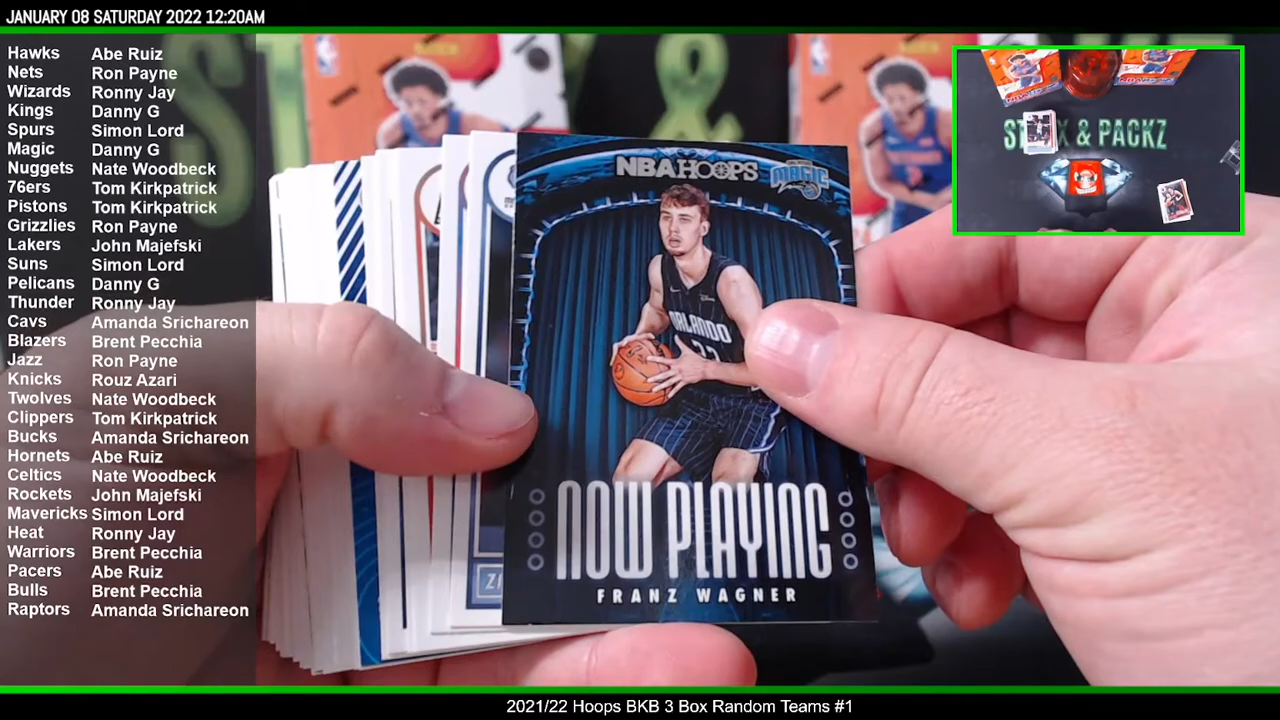 JANUARY 08 SATURDAY 2022 12:20AM
Hawks Abe Ruiz
Nets Ron Payne
Wizards Ronny Jay
Kings Danny G
Spurs Simon Lord
Magic Danny G
Nuggets Nate Woodbeck
76ers Tom Kirkpatrick
Pistons Tom Kirkpatrick
Grizzlies Ron Payne
Lakers John Majefski
Suns Simon Lord
Pelicans Danny G
Thunder Ronny Jay
Cavs Amanda Srichareon
Blazers Brent Pecchia
Jazz Ron Payne
Knicks Rouz Azari
Twolves Nate Woodbeck
Clippers Tom Kirkpatrick
Bucks Amanda Srichareon
Hornets Abe Ruiz
Celtics Nate Woodbeck
Rockets John Majefski
Mavericks Simon Lord
Heat Ronny Jay
Warriors Brent Pecchia
Pacers Abe Ruiz
Bulls Brent Pecchia
Raptors Amanda Srichareon
NBA HOOPS
MAGIC
ORLANDO
NOW PLAYING
FRANZ WAGNER
& PACKZ
&
2021/22 Hoops BKB 3 Box Random Teams #1